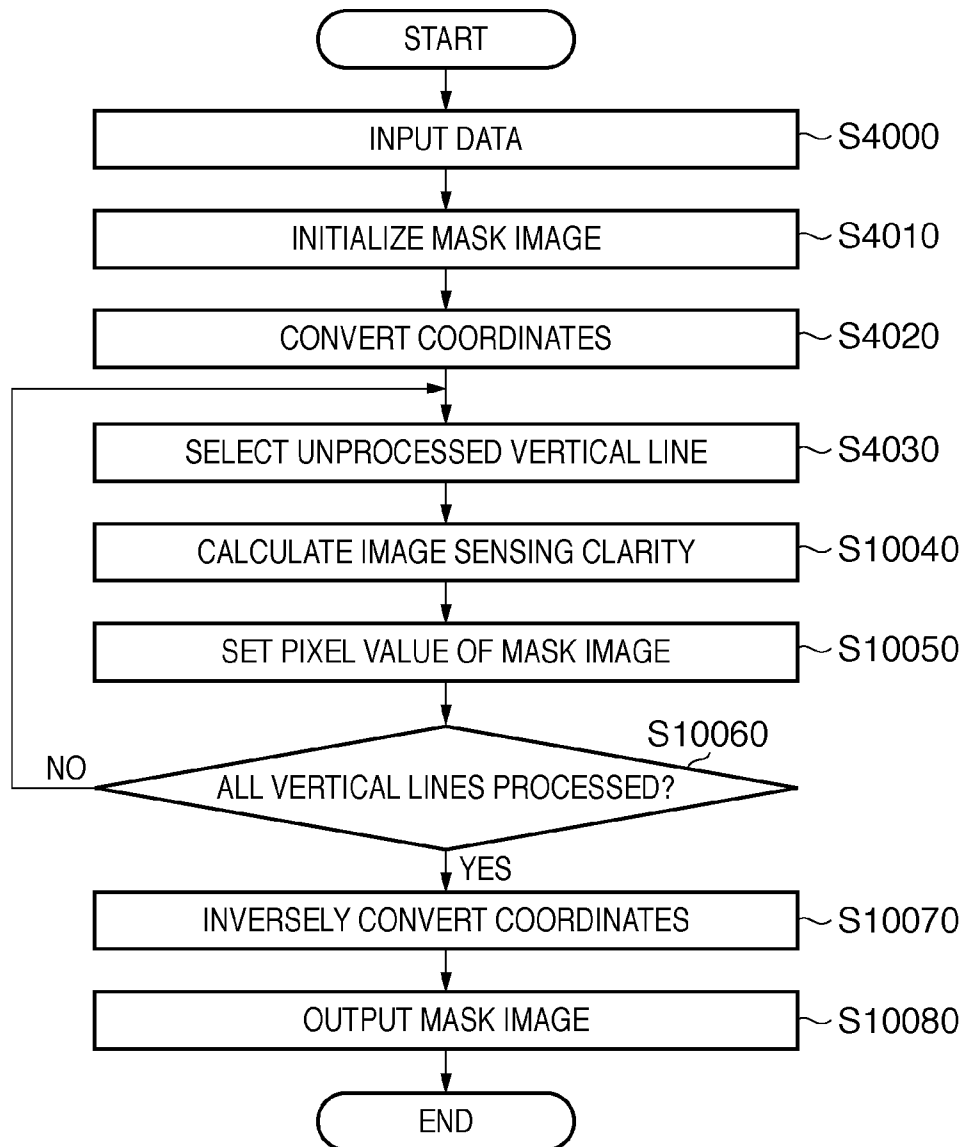 START
INPUT DATA
S4000
INITIALIZE MASK IMAGE
S4010
CONVERT COORDINATES
S4020
SELECT UNPROCESSED VERTICAL LINE
S4030
CALCULATE IMAGE SENSING CLARITY
S10040
SET PIXEL VALUE OF MASK IMAGE
S10050
S10060
NO
ALL VERTICAL LINES PROCESSED?
YES
INVERSELY CONVERT COORDINATES
S10070
OUTPUT MASK IMAGE
S10080
END